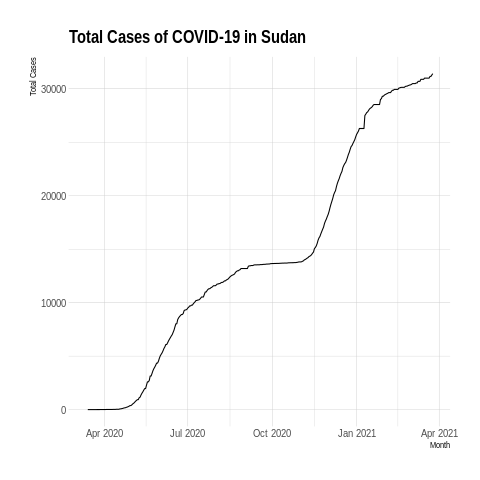 Total Cases of COVID-19 in Sudan
Total Cases
30000
20000
10000
0
Apr 2020
Jul 2020
Oct 2020
Jan 2021
Apr 2021
Month